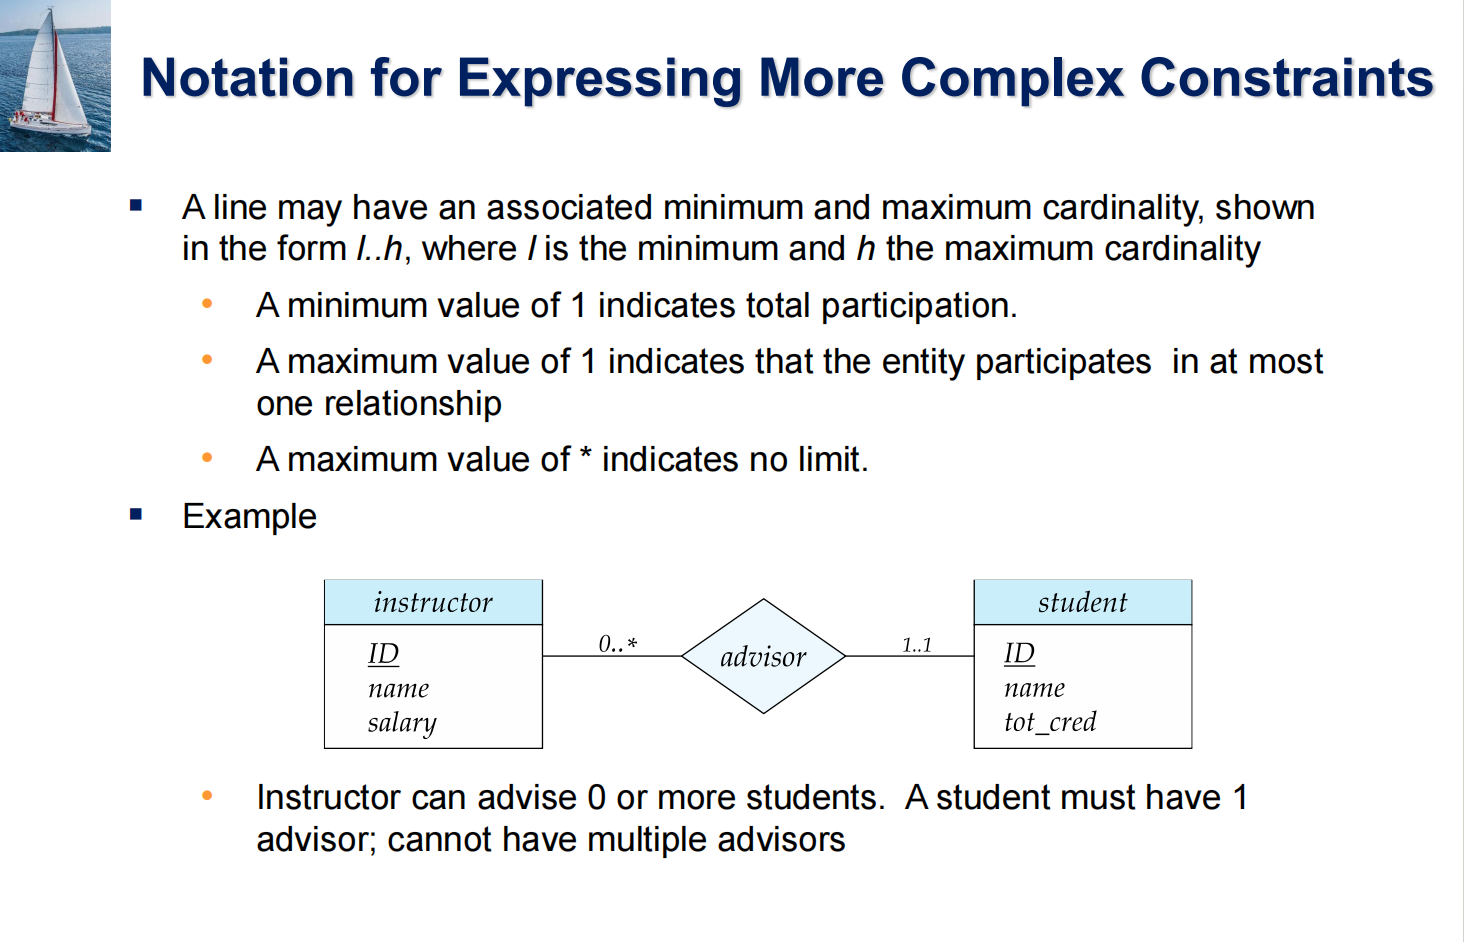 Notation for Expressing More Complex Constraints
A line may have an associated minimum and maximum cardinality, shown
in the form l..h, where l is the minimum and h the maximum cardinality
A minimum value of 1 indicates total participation.
A maximum value of 1 indicates that the entity participates in at most
one relationship
A maximum value of * indicates no limit.
Example
instructor
ID
name
salary
0..*
advisor
1..1
student
ID
name
tot_cred
Instructor can advise 0 or more students. A student must have 1
advisor; cannot have multiple advisors